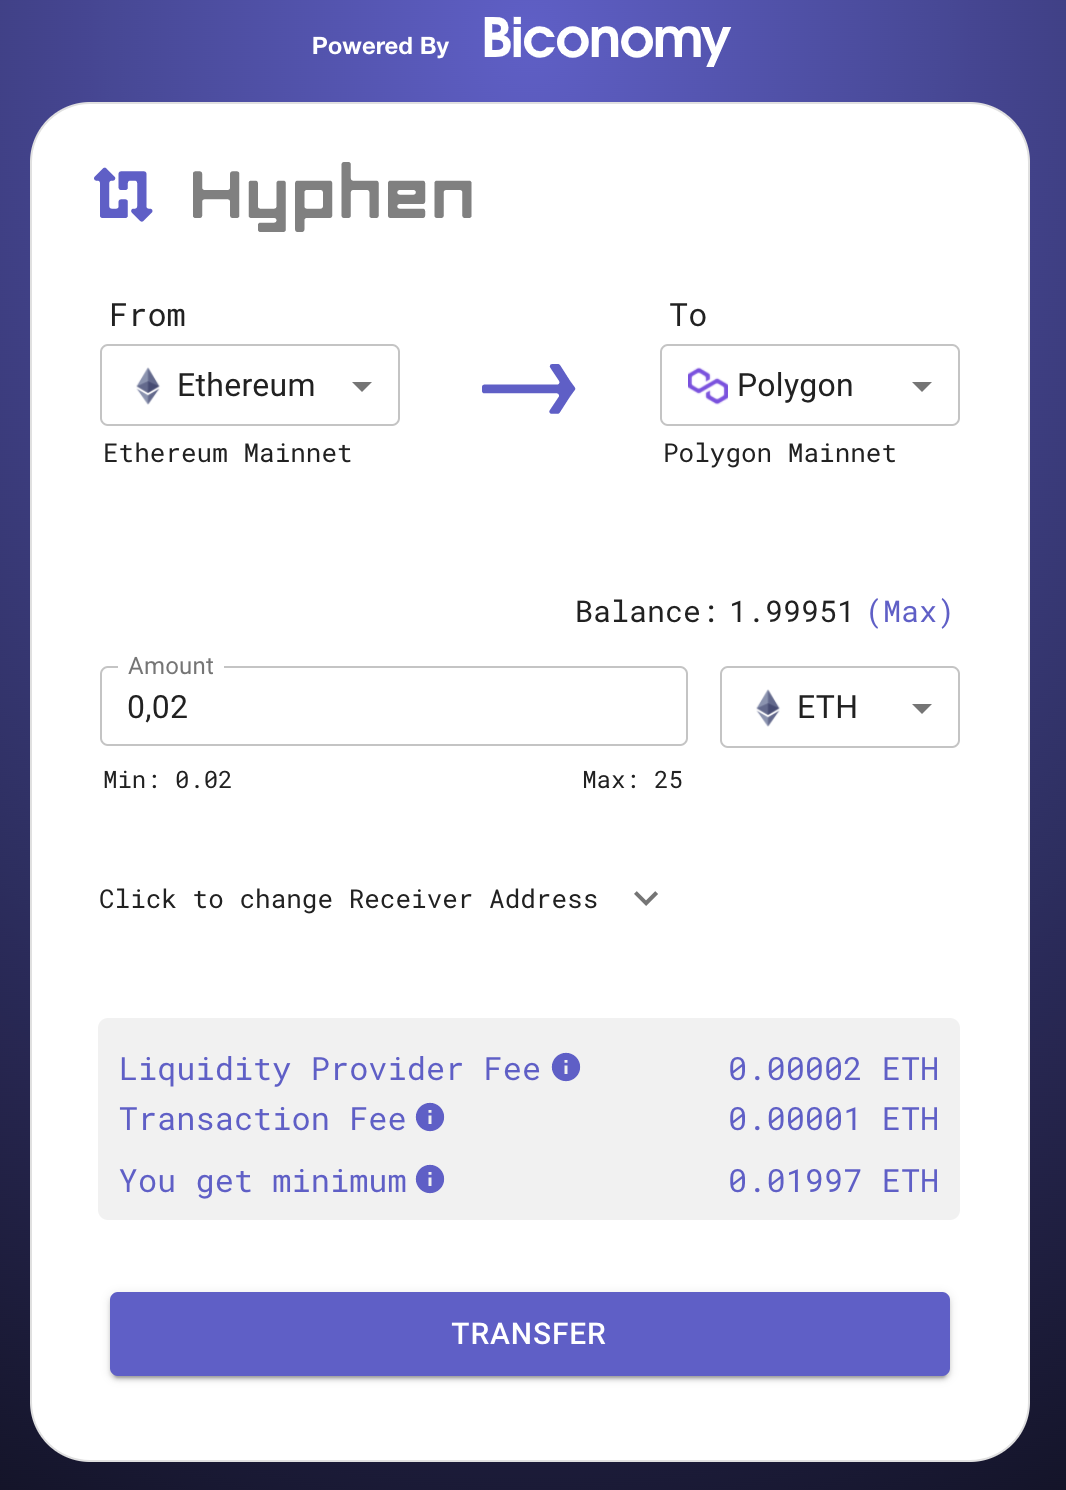 Powered By Biconomy
Hyphen
From To
Ethereum Polygon
Ethereum Mainnet Polygon Mainnet
Balance: 1.99951 (Max)
Amount
0,02 ETH
Min: 0.02 Max: 25
Click to change Receiver Address
Liquidity Provider Fee 0.00002 ETH
Transaction Fee 0.00001 ETH
You get minimum 0.01997 ETH
TRANSFER